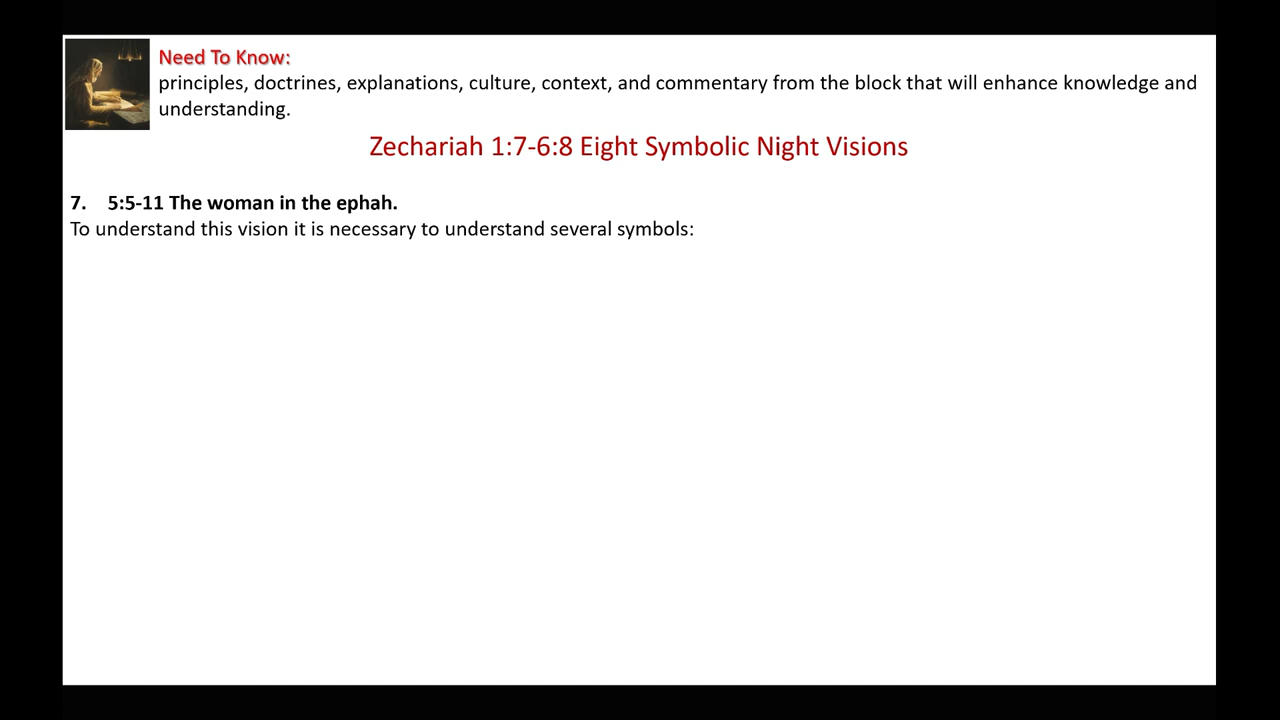 Need To Know:
principles, doctrines, explanations, culture, context, and commentary from the block that will enhance knowledge and
understanding.
Zechariah 1:7-6:8 Eight Symbolic Night Visions
7. 5:5-11 The woman in the ephah.
To understand this vision it is necessary to understand several symbols: